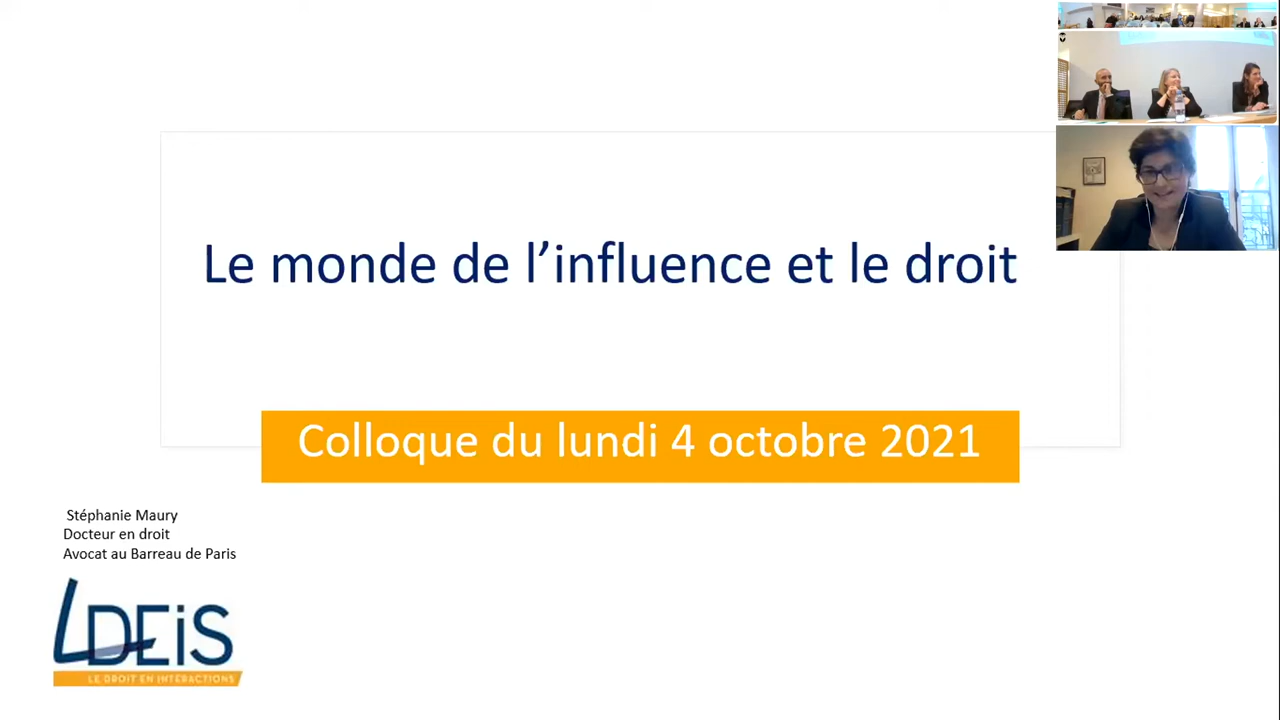 Le monde de l’influence et le droit
Colloque du lundi 4 octobre 2021
Stéphanie Maury
Docteur en droit
Avocat au Barreau de Paris
LDEiS
LE DROIT EN INTERACTIONS